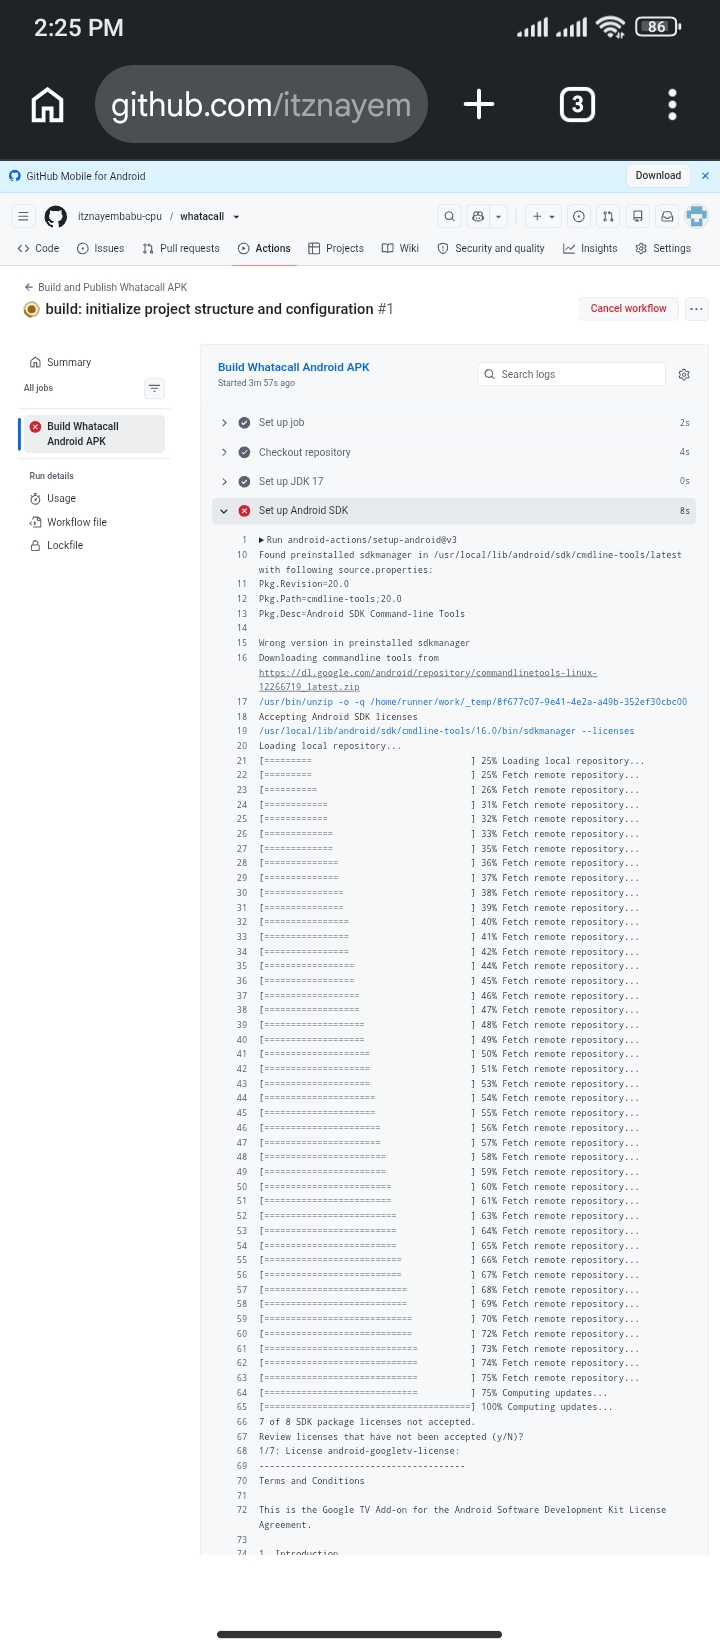 2:25 PM
86
github.com/itznayem
3
GitHub Mobile for Android
Download
itznayembabu-cpu / whatacall
Code
Issues
Pull requests
Actions
Projects
Wiki
Security and quality
Insights
Settings
Build and Publish Whatacall APK
build: initialize project structure and configuration #1
Cancel workflow
Summary
All jobs
Build Whatacall
Android APK
Run details
Usage
Workflow file
Lockfile
Build Whatacall Android APK
Started 3m 57s ago
Search logs
Set up job 2s
Checkout repository 4s
Set up JDK 17 0s
Set up Android SDK 8s
1 ▶ Run android-actions/setup-android@v3
10 Found preinstalled sdkmanager in /usr/local/lib/android/sdk/cmdline-tools/latest
with following source.properties:
11 Pkg.Revision=20.0
12 Pkg.Path=cmdline-tools;20.0
13 Pkg.Desc=Android SDK Command-line Tools
14
15 Wrong version in preinstalled sdkmanager
16 Downloading commandline tools from
https://dl.google.com/android/repository/commandlinetools-linux-
12266719_latest.zip
17 /usr/bin/unzip -o -q /home/runner/work/_temp/8f677c07-9e41-4e2a-a49b-352ef30cbc00
18 Accepting Android SDK licenses
19 /usr/local/lib/android/sdk/cmdline-tools/16.0/bin/sdkmanager --licenses
20 Loading local repository...
21 [========= ] 25% Loading local repository...
22 [========= ] 25% Fetch remote repository...
23 [========== ] 26% Fetch remote repository...
24 [============ ] 31% Fetch remote repository...
25 [============ ] 32% Fetch remote repository...
26 [============= ] 33% Fetch remote repository...
27 [============= ] 35% Fetch remote repository...
28 [============== ] 36% Fetch remote repository...
29 [============== ] 37% Fetch remote repository...
30 [=============== ] 38% Fetch remote repository...
31 [=============== ] 39% Fetch remote repository...
32 [================ ] 40% Fetch remote repository...
33 [================ ] 41% Fetch remote repository...
34 [================ ] 42% Fetch remote repository...
35 [================= ] 44% Fetch remote repository...
36 [================= ] 45% Fetch remote repository...
37 [================== ] 46% Fetch remote repository...
38 [================== ] 47% Fetch remote repository...
39 [=================== ] 48% Fetch remote repository...
40 [=================== ] 49% Fetch remote repository...
41 [==================== ] 50% Fetch remote repository...
42 [==================== ] 51% Fetch remote repository...
43 [==================== ] 53% Fetch remote repository...
44 [===================== ] 54% Fetch remote repository...
45 [===================== ] 55% Fetch remote repository...
46 [====================== ] 56% Fetch remote repository...
47 [====================== ] 57% Fetch remote repository...
48 [======================= ] 58% Fetch remote repository...
49 [======================= ] 59% Fetch remote repository...
50 [======================== ] 60% Fetch remote repository...
51 [======================== ] 61% Fetch remote repository...
52 [========================= ] 63% Fetch remote repository...
53 [========================= ] 64% Fetch remote repository...
54 [========================= ] 65% Fetch remote repository...
55 [========================== ] 66% Fetch remote repository...
56 [========================== ] 67% Fetch remote repository...
57 [=========================== ] 68% Fetch remote repository...
58 [=========================== ] 69% Fetch remote repository...
59 [============================ ] 70% Fetch remote repository...
60 [============================ ] 72% Fetch remote repository...
61 [============================= ] 73% Fetch remote repository...
62 [============================= ] 74% Fetch remote repository...
63 [============================= ] 75% Fetch remote repository...
64 [============================= ] 75% Computing updates...
65 [=======================================] 100% Computing updates...
66 7 of 8 SDK package licenses not accepted.
67 Review licenses that have not been accepted (y/N)?
68 1/7: License android-googletv-license:
69 ---------------------------------------
70 Terms and Conditions
71
72 This is the Google TV Add-on for the Android Software Development Kit License
Agreement.
73
74 1. Introduction